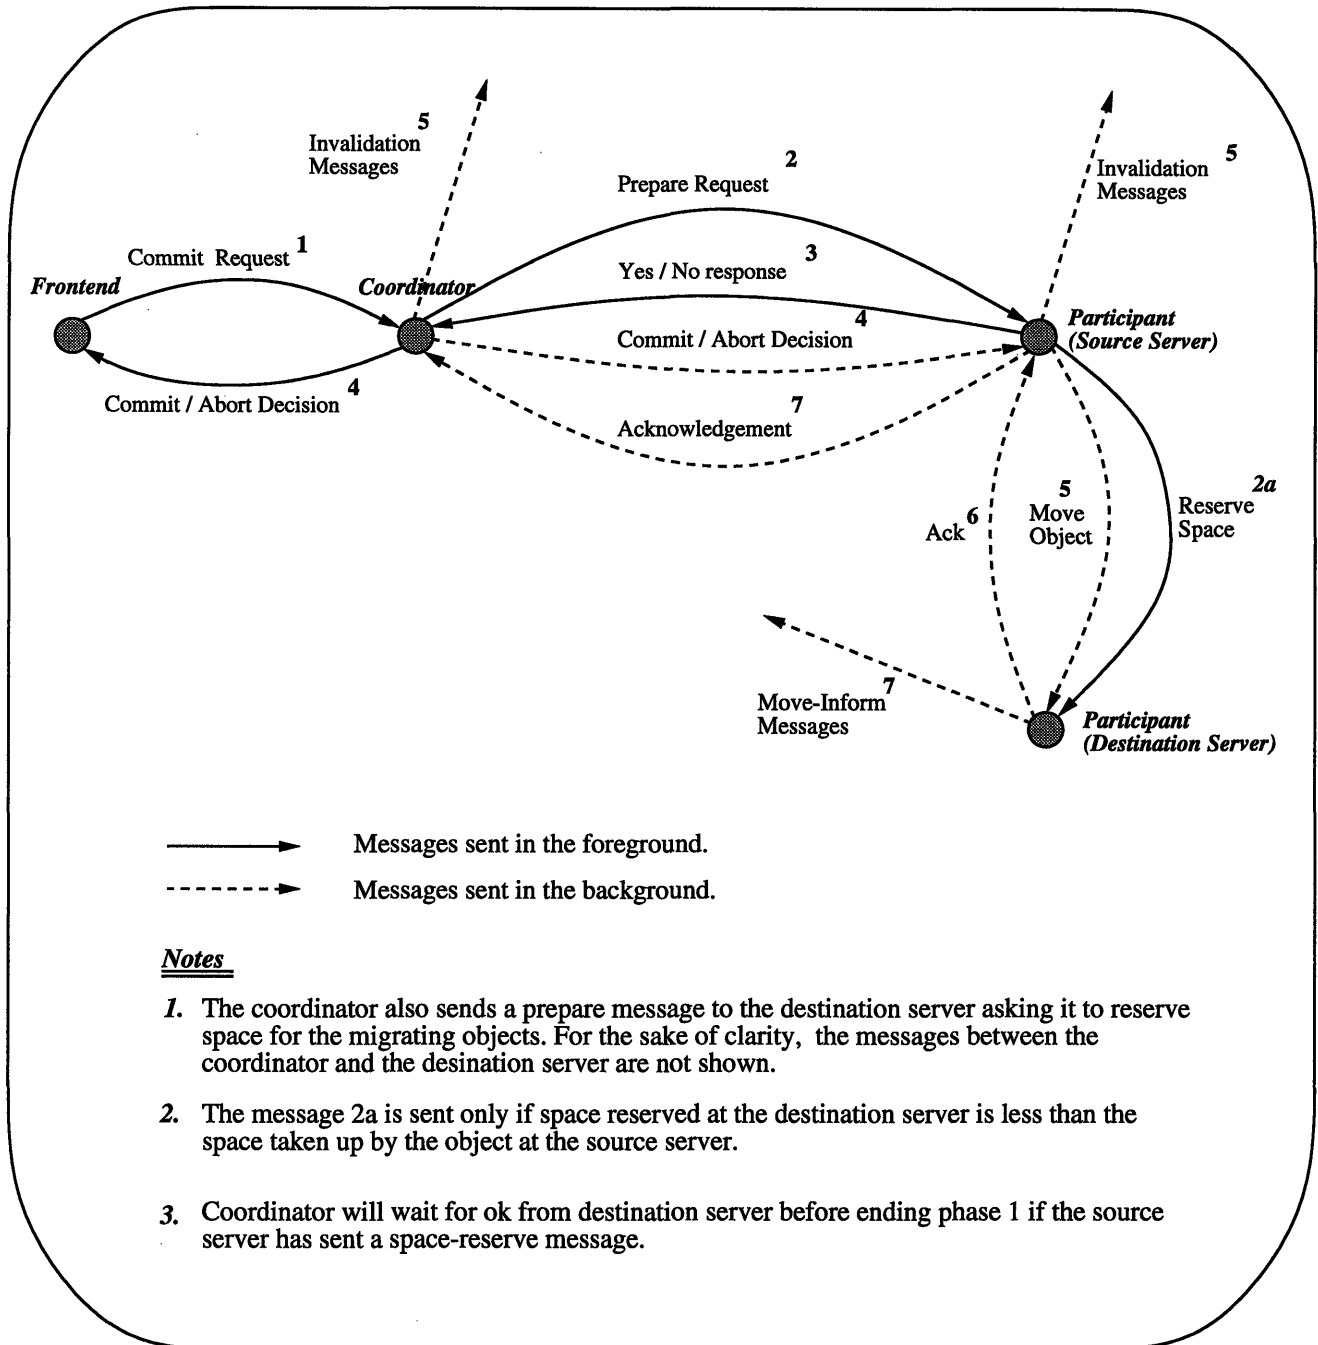 5
Invalidation
Messages
2
Prepare Request
5
Invalidation
Messages
Commit Request 1
3
Yes / No response
Frontend
Coordinator
4
Commit / Abort Decision
Participant
(Source Server)
4
Commit / Abort Decision
7
Acknowledgement
2a
Reserve
Space
5
Move
Object
6
Ack
7
Move-Inform
Messages
Participant
(Destination Server)
Messages sent in the foreground.
Messages sent in the background.
Notes
1. The coordinator also sends a prepare message to the destination server asking it to reserve
space for the migrating objects. For the sake of clarity, the messages between the
coordinator and the desination server are not shown.
2. The message 2a is sent only if space reserved at the destination server is less than the
space taken up by the object at the source server.
3. Coordinator will wait for ok from destination server before ending phase 1 if the source
server has sent a space-reserve message.